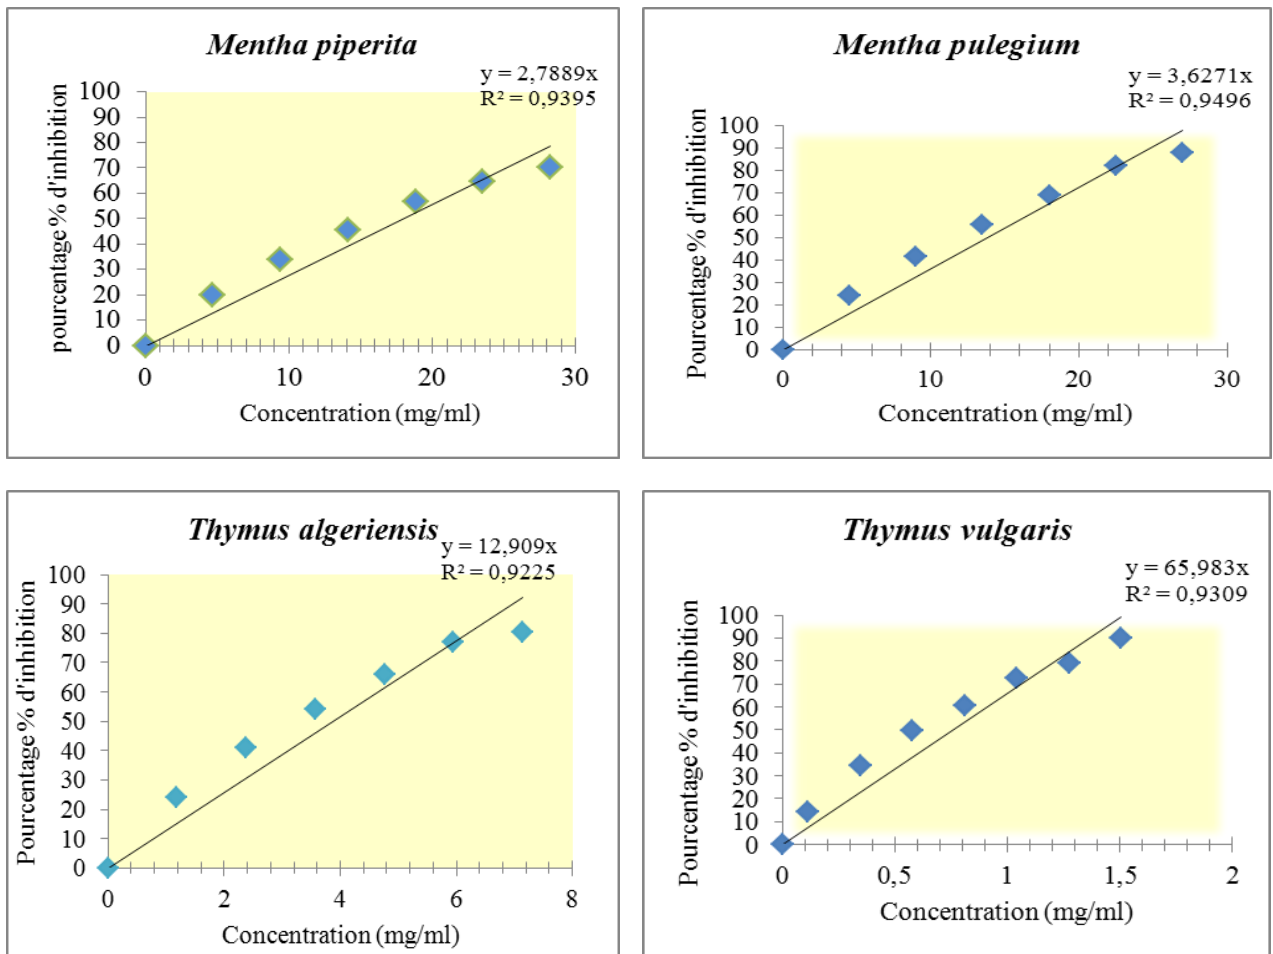 Mentha piperita
y = 2,7889x
R² = 0,9395
pourcentage % d'inhibition
100
90
80
70
60
50
40
30
20
10
0
0 10 20 30
Concentration (mg/ml)
Mentha pulegium
y = 3,6271x
R² = 0,9496
Pourcentage % d'inhibition
100
90
80
70
60
50
40
30
20
10
0
0 10 20 30
Concentration (mg/ml)
Thymus algeriensis
y = 12,909x
R² = 0,9225
Pourcentage % d'inhibition
100
90
80
70
60
50
40
30
20
10
0
0 2 4 6 8
Concentration (mg/ml)
Thymus vulgaris
y = 65,983x
R² = 0,9309
Pourcentage % d'inhibition
100
90
80
70
60
50
40
30
20
10
0
0 0,5 1 1,5 2
Concentration (mg/ml)